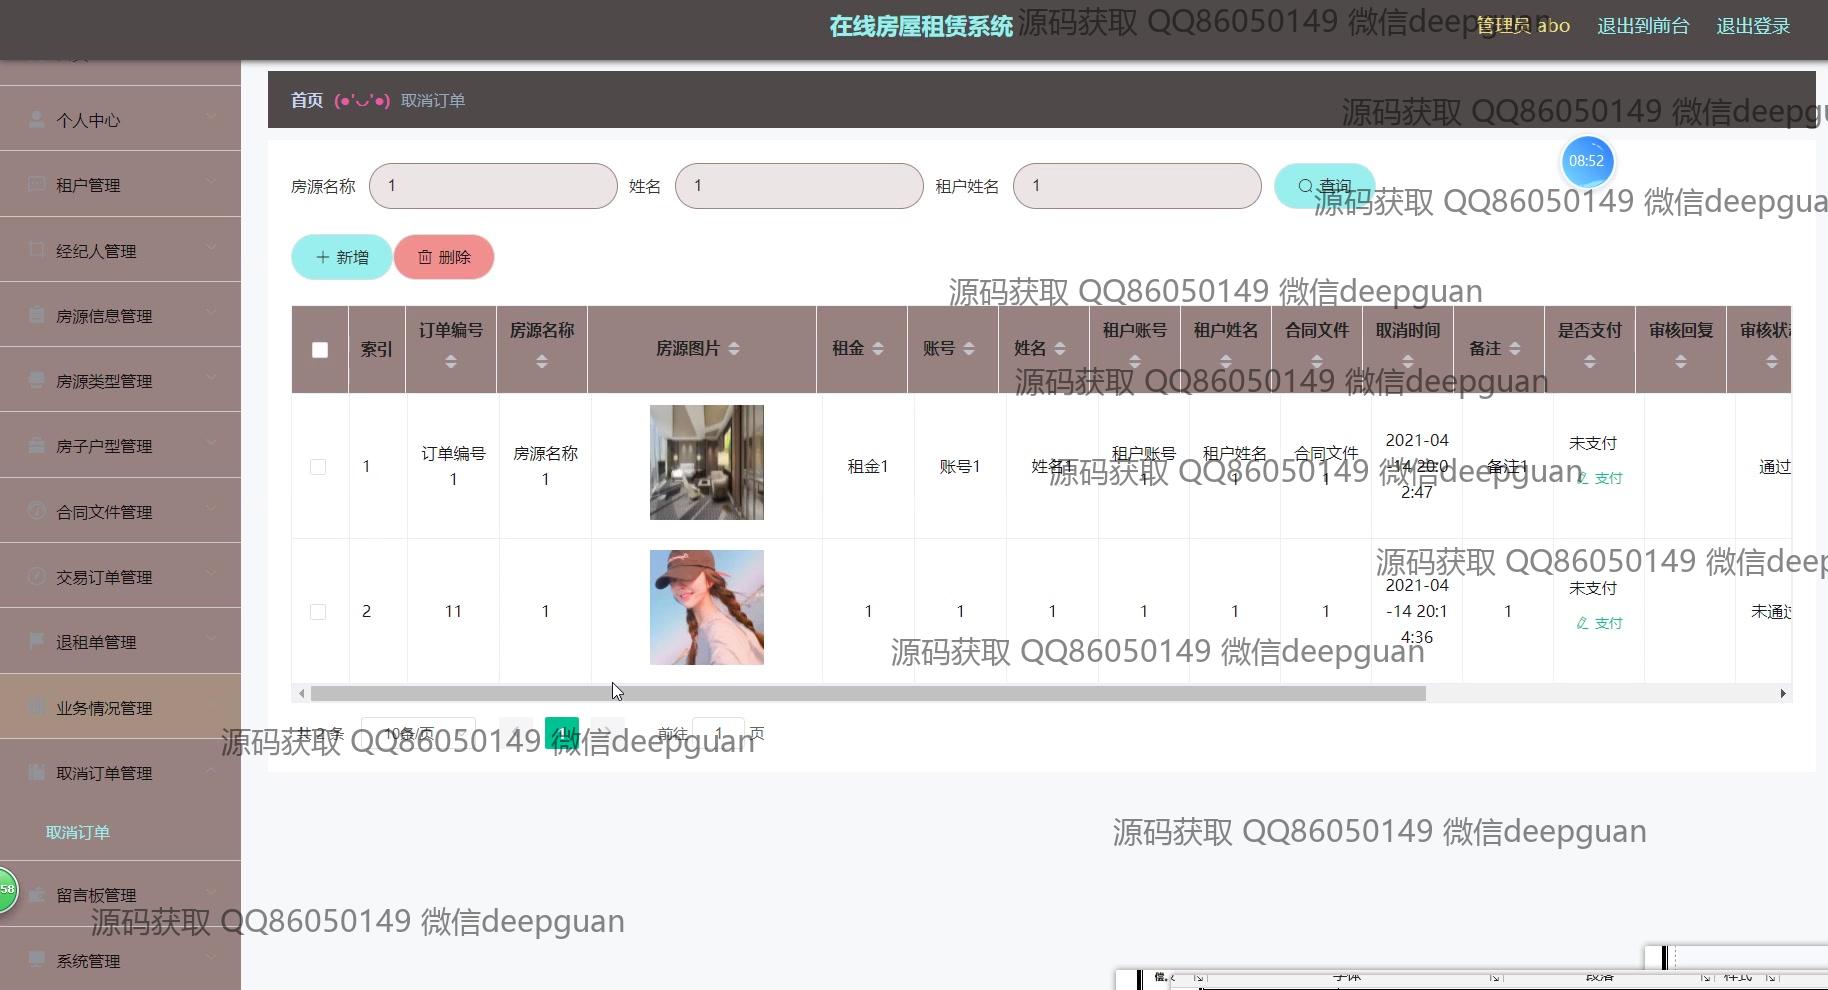 在线房屋租赁系统
管理员 abo
退出到前台
退出登录
源码获取 QQ86050149 微信deepguan
首页 (●'◡'●) 取消订单
源码获取 QQ86050149 微信deepgu
08:52
房源名称 1 姓名 1 租户姓名 1 查询
源码获取 QQ86050149 微信deepgua
新增 删除
源码获取 QQ86050149 微信deepguan
索引 订单编号 房源名称 房源图片 租金 账号 姓名 租户账号 租户姓名 合同文件 取消时间 备注 是否支付 审核回复 审核状
源码获取 QQ86050149 微信deepguan
1 订单编号1 房源名称1 租金1 账号1 姓名1 租户账号1 租户姓名1 合同文件1 2021-04-14 20:02:47 备注1 未支付 支付 通过
源码获取 QQ86050149 微信deepguan
源码获取 QQ86050149 微信deep
2 11 1 1 1 1 1 1 1 2021-04-14 20:14:36 1 未支付 支付 未通过
源码获取 QQ86050149 微信deepguan
共 2 条 10条/页 1 前往 1 页
源码获取 QQ86050149 微信deepguan
源码获取 QQ86050149 微信deepguan
源码获取 QQ86050149 微信deepguan
个人中心
租户管理
经纪人管理
房源信息管理
房源类型管理
房子户型管理
合同文件管理
交易订单管理
退租单管理
业务情况管理
取消订单管理
取消订单
58
留言板管理
系统管理
字体 段落 样式